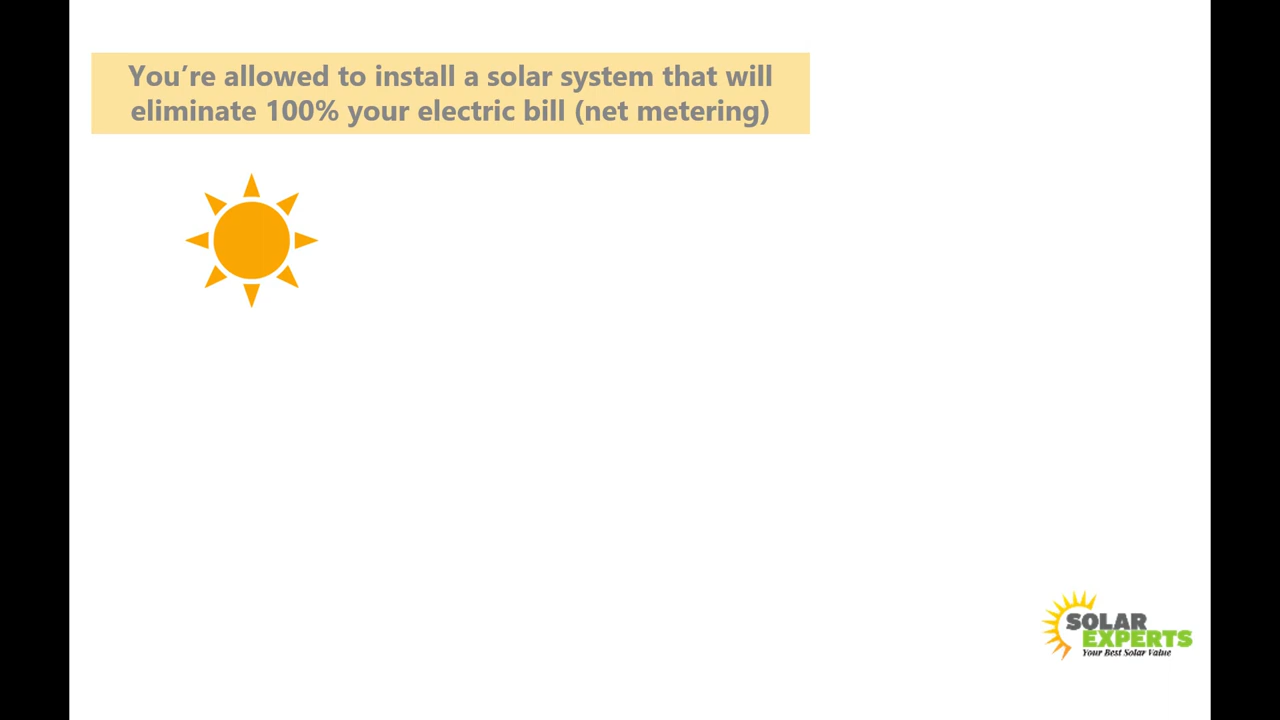 You’re allowed to install a solar system that will
eliminate 100% your electric bill (net metering)
SOLAR
EXPERTS
Your Best Solar Value